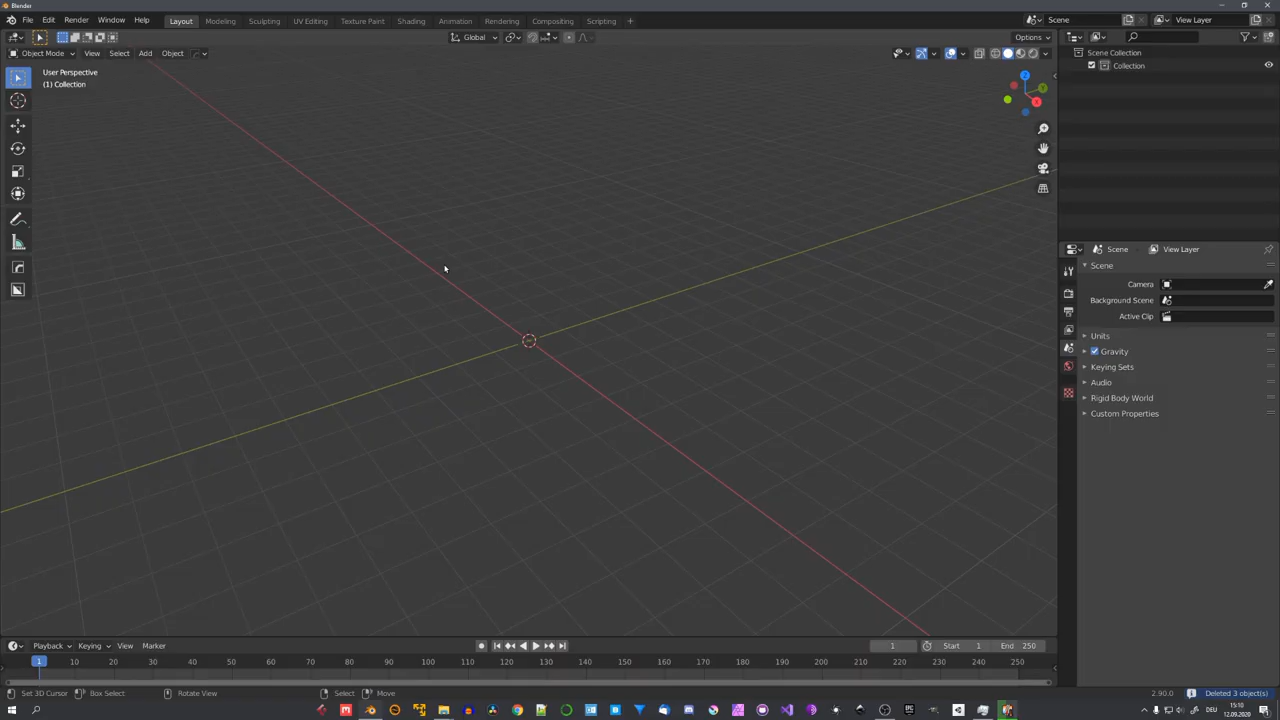 Blender
File Edit Render Window Help Layout Modeling Sculpting UV Editing Texture Paint Shading Animation Rendering Compositing Scripting + Scene View Layer
Global Options
Object Mode View Select Add Object
User Perspective
(1) Collection
Z
Y
X
Scene Collection
Collection
Scene View Layer
Scene
Camera
Background Scene
Active Clip
Units
Gravity
Keying Sets
Audio
Rigid Body World
Custom Properties
Playback Keying View Marker 1 Start 1 End 250
1 10 20 30 40 50 60 70 80 90 100 110 120 130 140 150 160 170 180 190 200 210 220 230 240 250
Set 3D Cursor Box Select Rotate View Select Move 2.90.0 Deleted 3 object(s)
DEU 15:10
12.09.2020